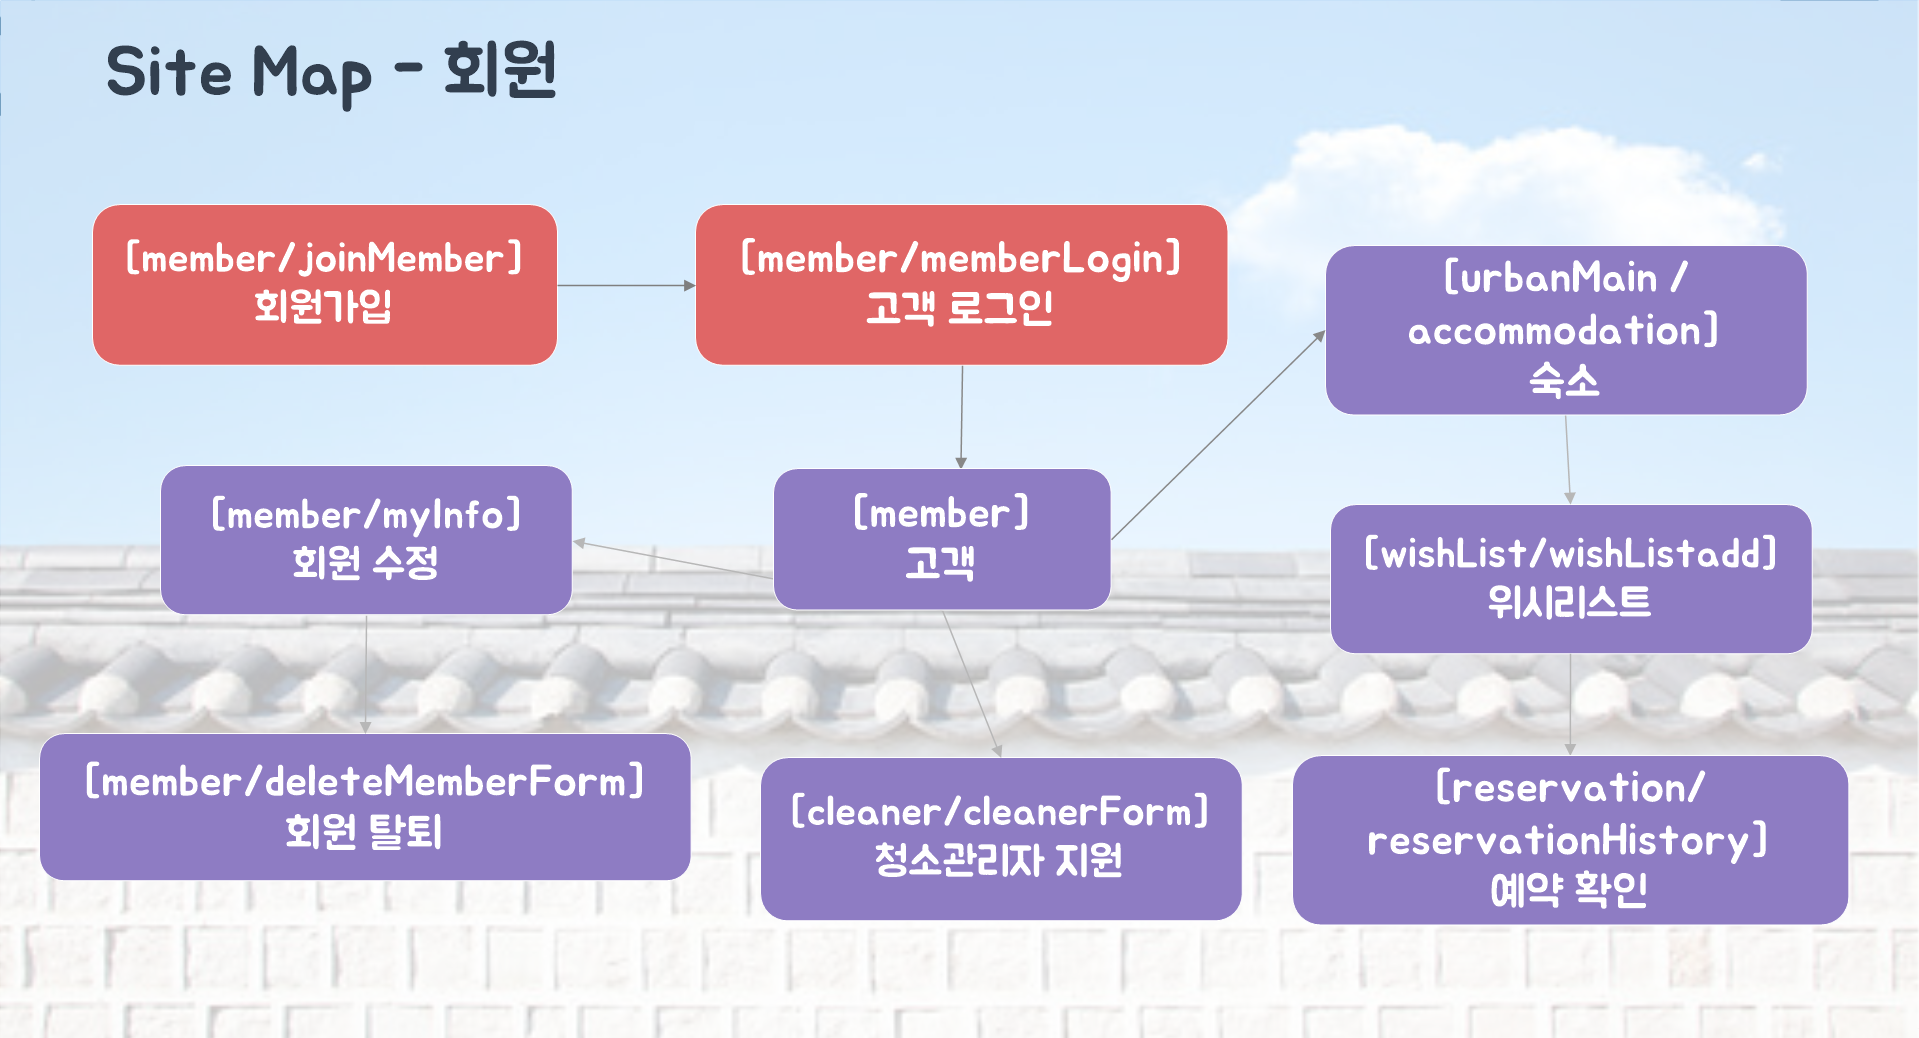 Site Map - 회원
[member/joinMember]
회원가입
[member/memberLogin]
고객 로그인
[urbanMain /
accommodation]
숙소
[member/myInfo]
회원 수정
[member]
고객
[wishList/wishListadd]
위시리스트
[member/deleteMemberForm]
회원 탈퇴
[cleaner/cleanerForm]
청소관리자 지원
[reservation/
reservationHistory]
예약 확인